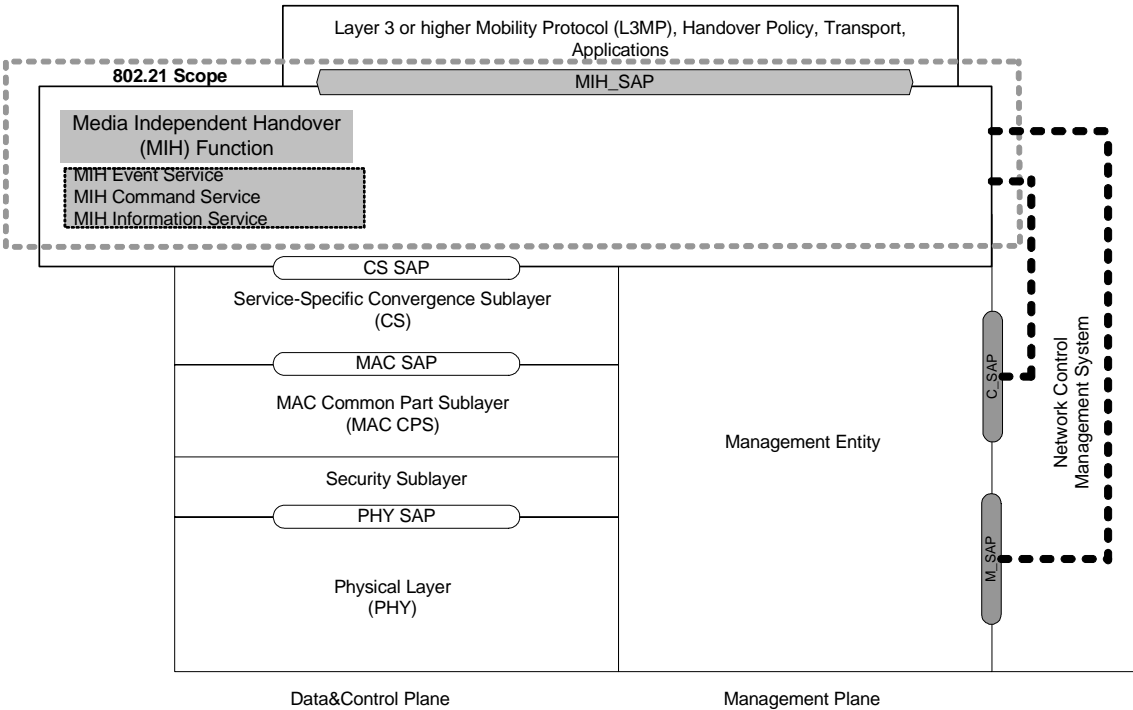 Layer 3 or higher Mobility Protocol (L3MP), Handover Policy, Transport,
Applications
802.21 Scope
MIH_SAP
Media Independent Handover
(MIH) Function
MIH Event Service
MIH Command Service
MIH Information Service
CS SAP
Service-Specific Convergence Sublayer
(CS)
MAC SAP
MAC Common Part Sublayer
(MAC CPS)
Security Sublayer
PHY SAP
Physical Layer
(PHY)
Management Entity
C_SAP
M_SAP
Network Control
Management System
Data&Control Plane
Management Plane